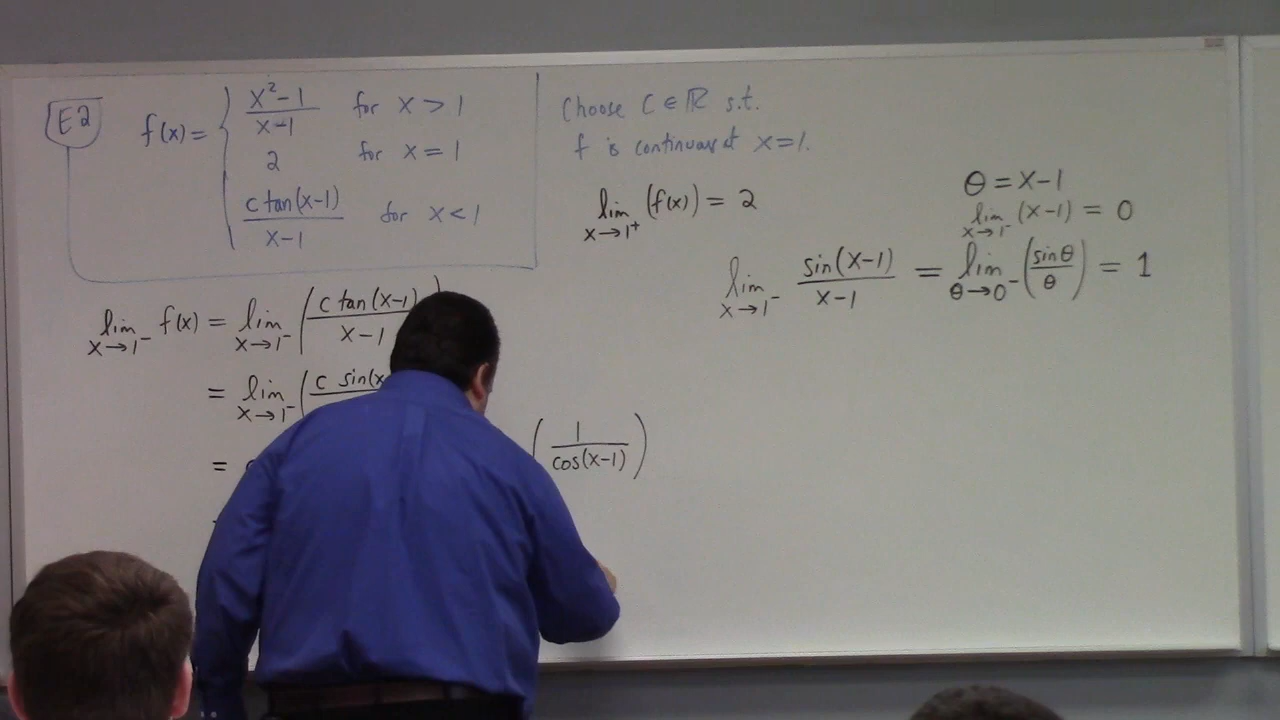 E2
f(x) = { x² - 1 / x - 1 for x > 1
2 for x = 1
c tan(x-1) / x - 1 for x < 1
Choose C ∈ ℝ s.t.
f is continuous at x = 1.
lim x→1⁺ (f(x)) = 2
θ = x - 1
lim x→1⁻ (x-1) = 0
lim x→1⁻ sin(x-1) / x-1 = lim θ→0⁻ (sin θ / θ) = 1
lim x→1⁻ f(x) = lim x→1⁻ ( c tan(x-1) / x - 1 )
= lim x→1⁻ ( c sin(x
= ( 1 / cos(x-1) )